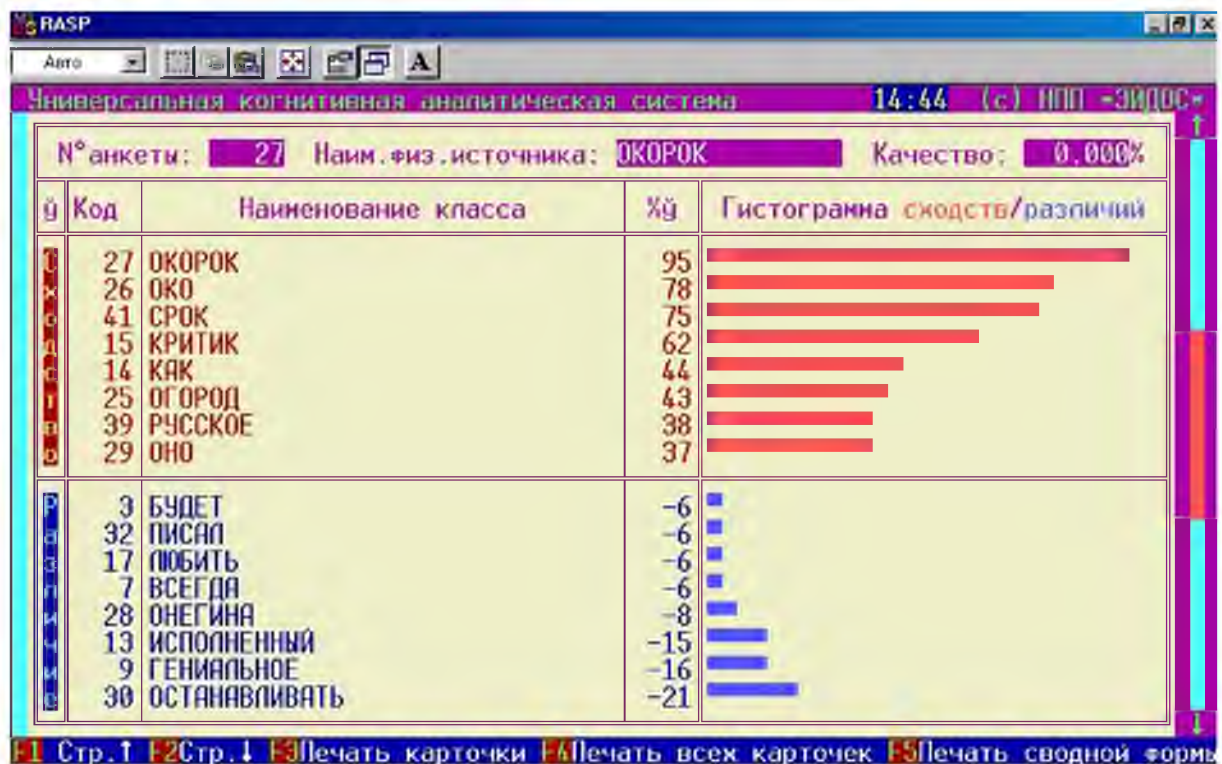 RASP
Авто
A
Универсальная когнитивная аналитическая система 14:44 (c) НПП *ЭЙДОС*
N°анкеты: 27 Наим.физ.источника: ОКОРОК Качество: 0.000%
ÿ Код Наименование класса %ÿ Гистограмма сходств/различий
Сходство
27 ОКОРОК 95
26 ОКО 78
41 СРОК 75
15 КРИТИК 62
14 КАК 44
25 ОГОРОД 43
39 РУССКОЕ 38
29 ОНО 37
Различие
3 БУДЕТ -6
32 ПИСАЛ -6
17 ЛЮБИТЬ -6
7 ВСЕГДА -6
28 ОНЕГИНА -8
13 ИСПОЛНЕННЫЙ -15
9 ГЕНИАЛЬНОЕ -16
30 ОСТАНАВЛИВАТЬ -21
F1 Стр.↑ F2Стр.↓ F3Печать карточки F4Печать всех карточек F5Печать сводной формы